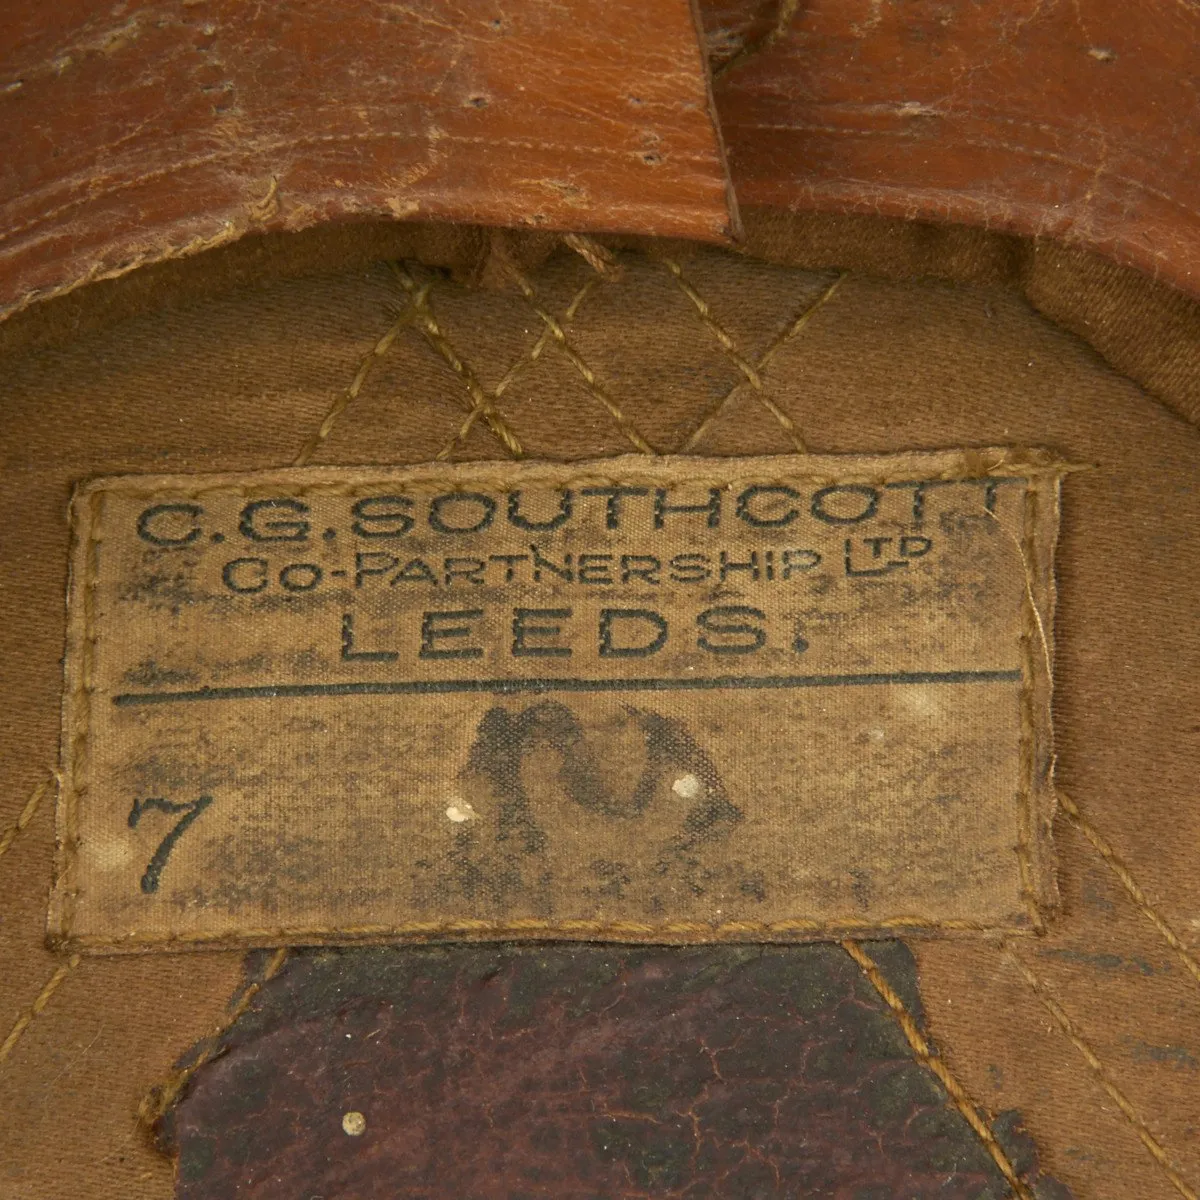 C.G. SOUTHCOTT
CO-PARTNERSHIP LTD
LEEDS.
7